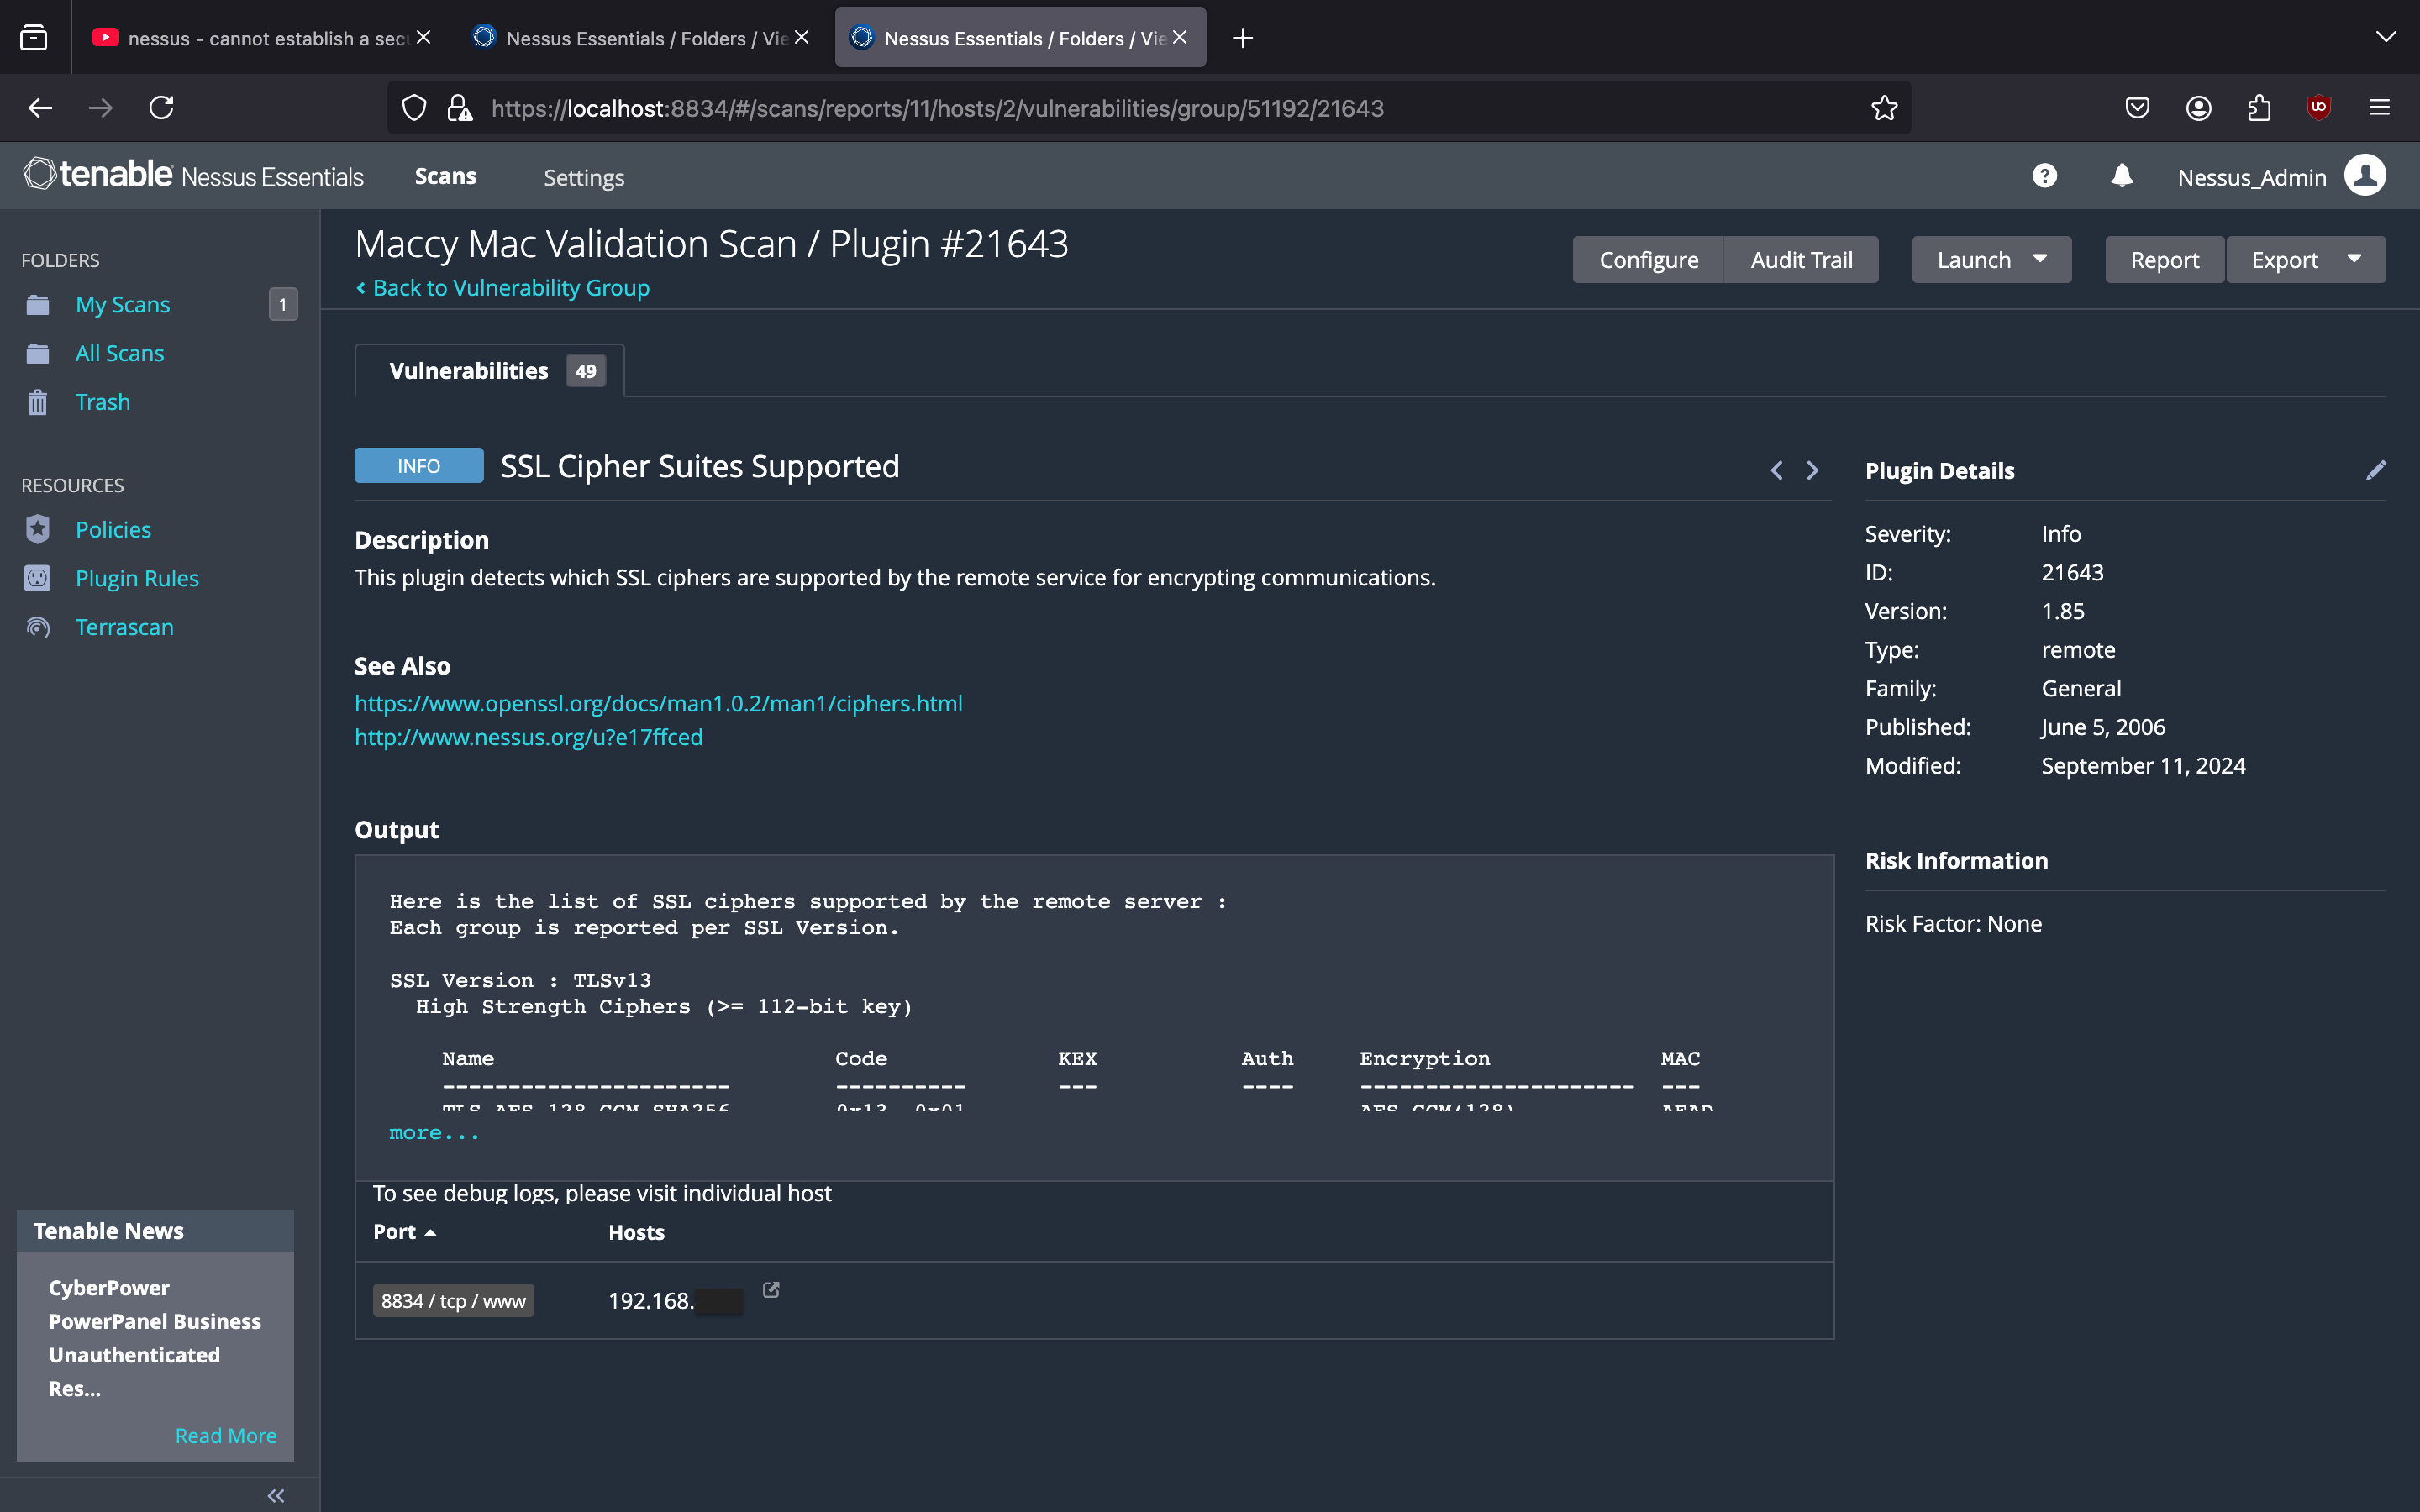 nessus - cannot establish a sec
Nessus Essentials / Folders / Vie
Nessus Essentials / Folders / Vie
https://localhost:8834/#/scans/reports/11/hosts/2/vulnerabilities/group/51192/21643
tenable Nessus Essentials
Scans
Settings
Nessus_Admin
FOLDERS
My Scans 1
All Scans
Trash
RESOURCES
Policies
Plugin Rules
Terrascan
Tenable News
CyberPower
PowerPanel Business
Unauthenticated
Res...
Read More
Maccy Mac Validation Scan / Plugin #21643
Back to Vulnerability Group
Configure
Audit Trail
Launch
Report
Export
Vulnerabilities 49
INFO SSL Cipher Suites Supported
Description
This plugin detects which SSL ciphers are supported by the remote service for encrypting communications.
See Also
https://www.openssl.org/docs/man1.0.2/man1/ciphers.html
http://www.nessus.org/u?e17ffced
Output
Here is the list of SSL ciphers supported by the remote server :
Each group is reported per SSL Version.
SSL Version : TLSv13
High Strength Ciphers (>= 112-bit key)
Name Code KEX Auth Encryption MAC
---------------------- ---------- --- ---- --------------------- ---
more...
To see debug logs, please visit individual host
Port Hosts
8834 / tcp / www 192.168.
Plugin Details
Severity: Info
ID: 21643
Version: 1.85
Type: remote
Family: General
Published: June 5, 2006
Modified: September 11, 2024
Risk Information
Risk Factor: None